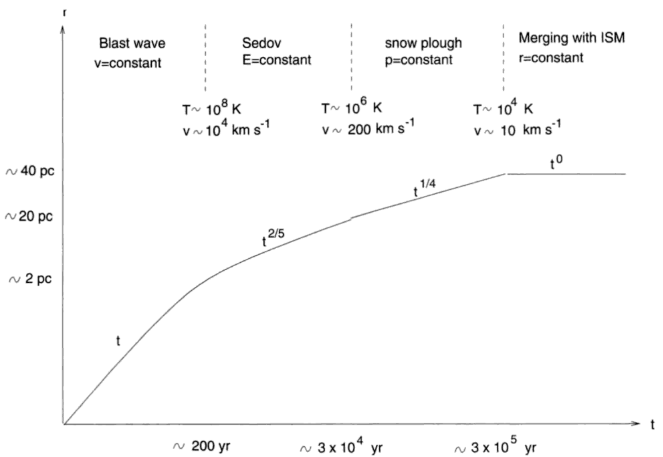 r
Blast wave
v=constant
Sedov
E=constant
snow plough
p=constant
Merging with ISM
r=constant
T~ 10^8 K
v ~ 10^4 km s^-1
T~ 10^6 K
v ~ 200 km s^-1
T~ 10^4 K
v ~ 10 km s^-1
~ 40 pc
~ 20 pc
~ 2 pc
t
t^2/5
t^1/4
t^0
t
~ 200 yr
~ 3 x 10^4 yr
~ 3 x 10^5 yr